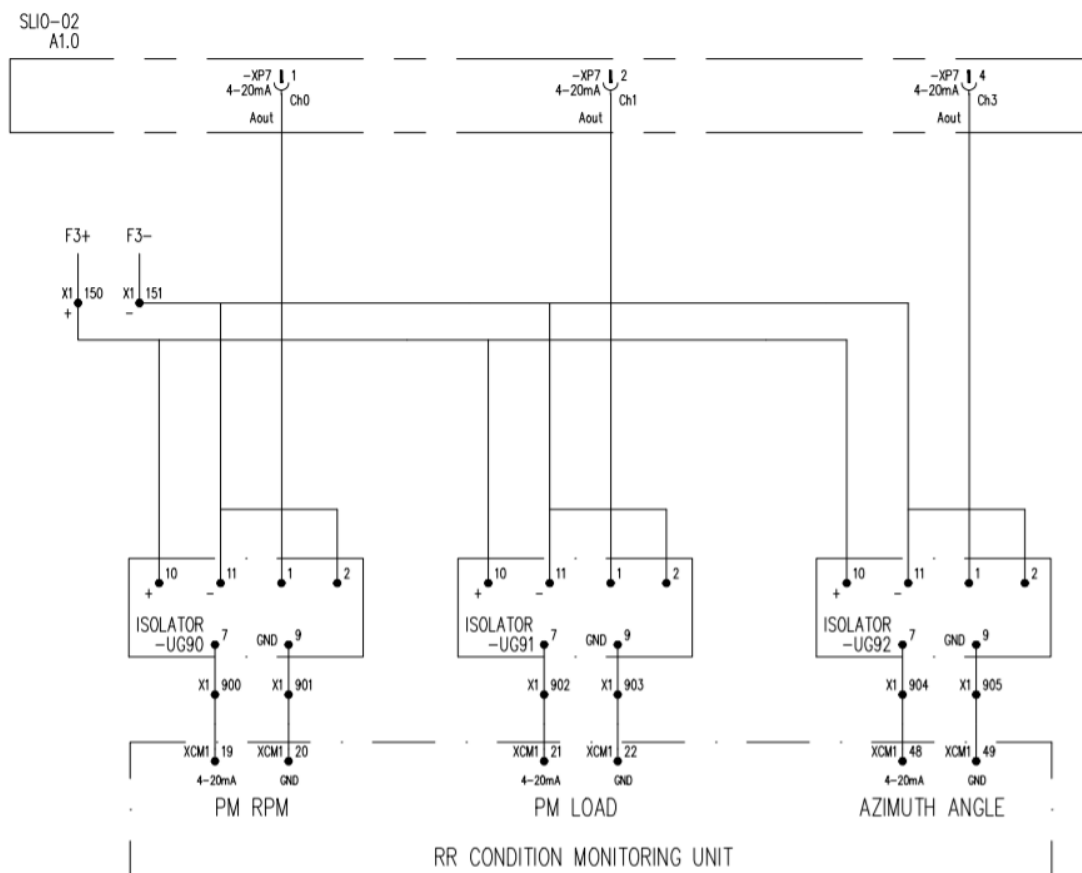 SLIO-02
A1.0
-XP7 1
4-20mA
Ch0
Aout
-XP7 2
4-20mA
Ch1
Aout
-XP7 4
4-20mA
Ch3
Aout
F3+ F3-
X1 150 X1 151
+ -
10 11 1 2
+ -
ISOLATOR
-UG90 7 GND 9
10 11 1 2
+ -
ISOLATOR
-UG91 7 GND 9
10 11 1 2
+ -
ISOLATOR
-UG92 7 GND 9
X1 900 X1 901 X1 902 X1 903 X1 904 X1 905
XCM1 19 XCM1 20 XCM1 21 XCM1 22 XCM1 48 XCM1 49
4-20mA GND 4-20mA GND 4-20mA GND
PM RPM PM LOAD AZIMUTH ANGLE
RR CONDITION MONITORING UNIT